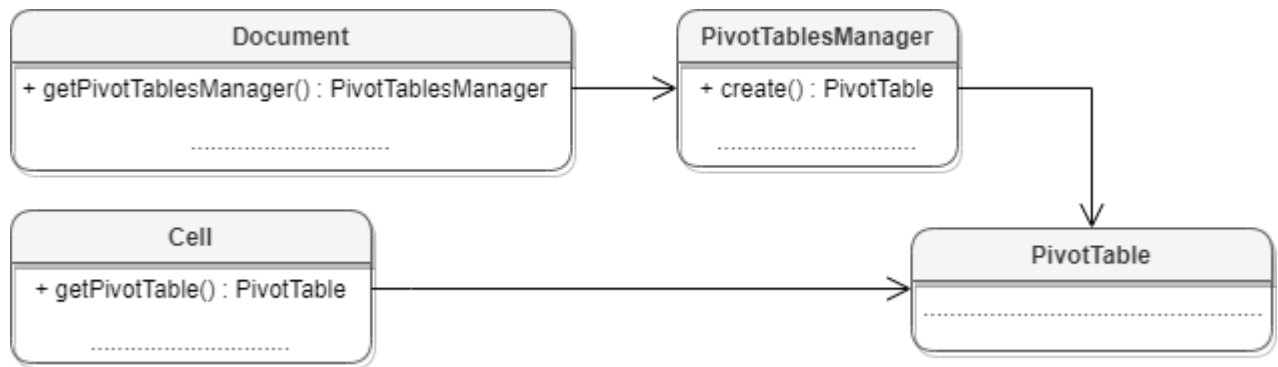 Document
+ getPivotTablesManager() : PivotTablesManager
..............................
PivotTablesManager
+ create() : PivotTable
..............................
Cell
+ getPivotTable() : PivotTable
..............................
PivotTable
...................................................